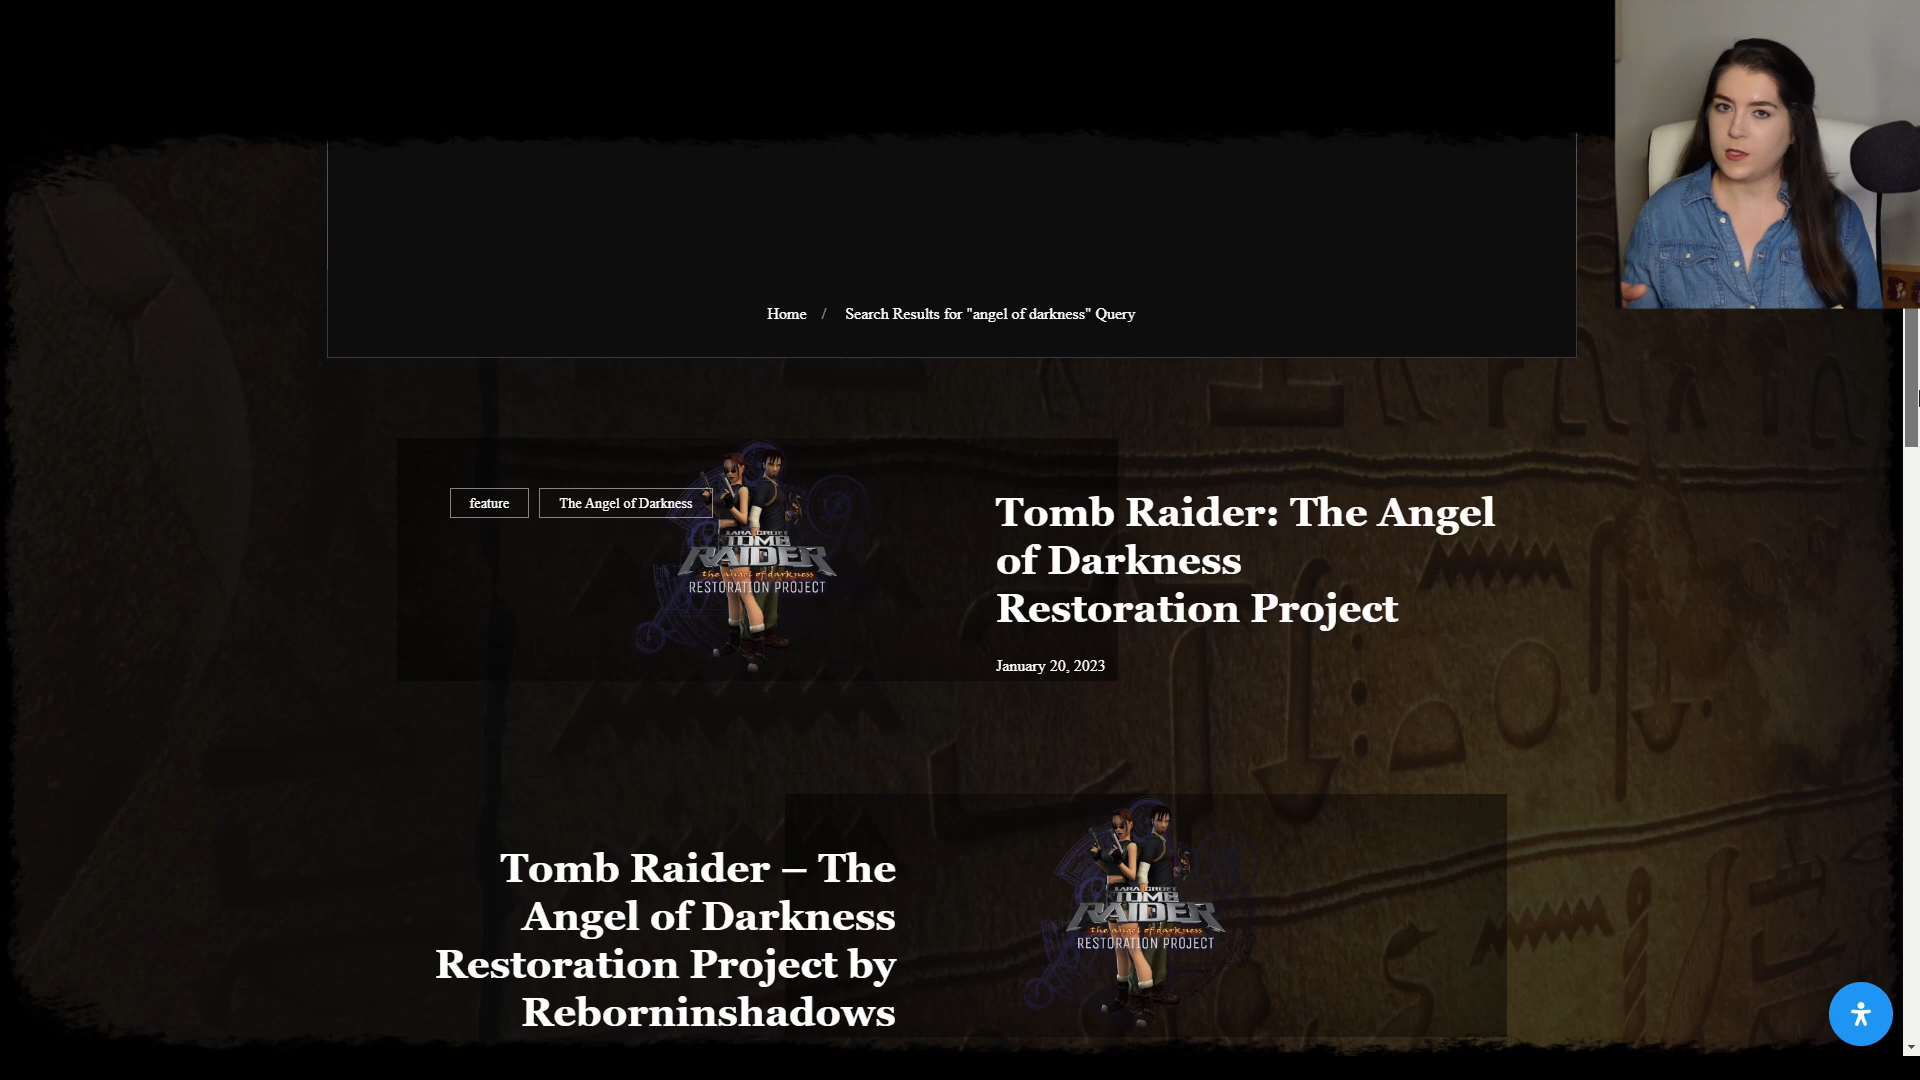 Home / Search Results for "angel of darkness" Query
feature
The Angel of Darkness
LARA CROFT
TOMB
RAIDER
the angel of darkness
RESTORATION PROJECT
Tomb Raider: The Angel
of Darkness
Restoration Project
January 20, 2023
Tomb Raider – The
Angel of Darkness
Restoration Project by
Reborninshadows
LARA CROFT
TOMB
RAIDER
the angel of darkness
RESTORATION PROJECT